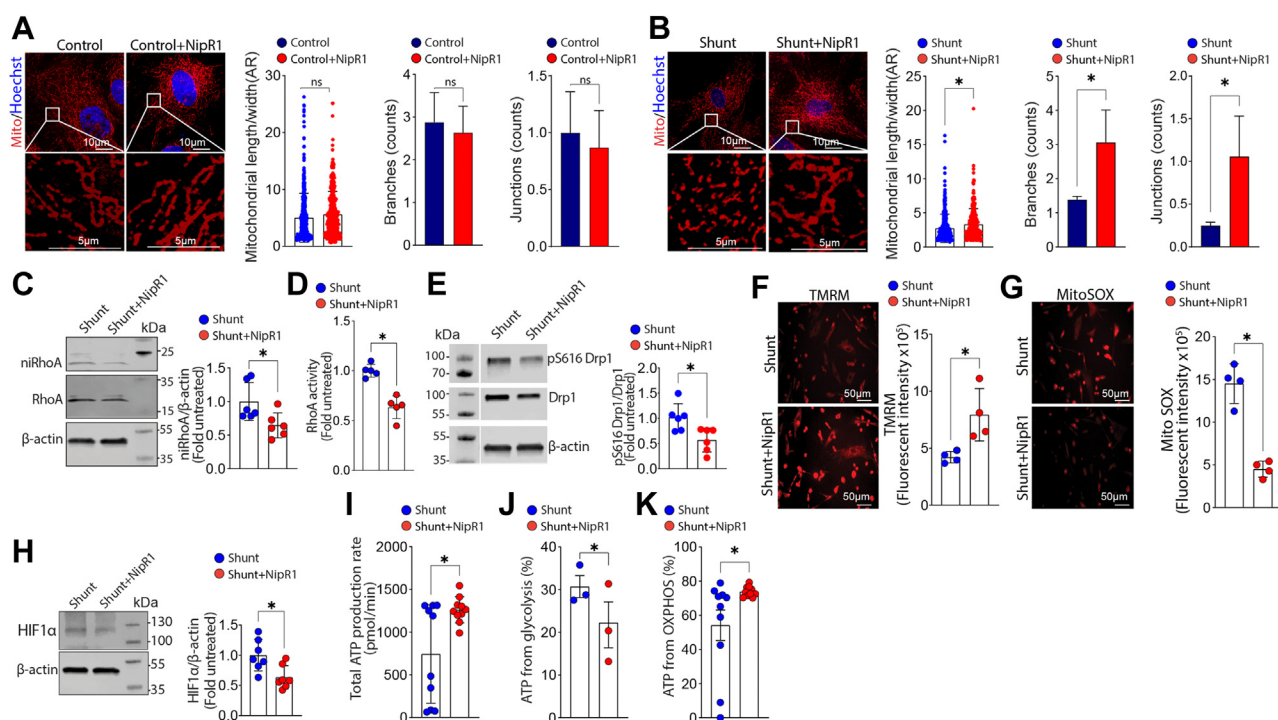 A
Control
Control+NipR1
Mito/Hoechst
10µm
10µm
5µm
5µm
Control
Control+NipR1
Mitochondrial length/width(AR)
30
20
10
0
ns
Control
Control+NipR1
Branches (counts)
4
3
2
1
0
ns
Control
Control+NipR1
Junctions (counts)
1.5
1.0
0.5
0.0
ns
B
Shunt
Shunt+NipR1
Mito/Hoechst
10µm
10µm
5µm
5µm
Shunt
Shunt+NipR1
Mitochondrial length/width(AR)
25
20
15
10
5
0
*
Shunt
Shunt+NipR1
Branches (counts)
5
4
3
2
1
0
*
Shunt
Shunt+NipR1
Junctions (counts)
2.0
1.5
1.0
0.5
0.0
*
C
Shunt
Shunt+NipR1
kDa
niRhoA
25
RhoA
25
15
β-actin
55
35
Shunt
Shunt+NipR1
niRhoA/β-actin
(Fold untreated)
2.0
1.5
1.0
0.5
0.0
*
D
Shunt
Shunt+NipR1
RhoA activity
(Fold untreated)
1.5
1.0
0.5
0.0
*
E
kDa
Shunt
Shunt+NipR1
100
70
pS616 Drp1
100
70
Drp1
55
35
β-actin
Shunt
Shunt+NipR1
pS616 Drp1/Drp1
(Fold untreated)
2.0
1.5
1.0
0.5
0.0
*
F
TMRM
Shunt
50µm
Shunt+NipR1
50µm
Shunt
Shunt+NipR1
TMRM
(Fluorescent intensity x10⁵)
15
10
5
0
*
G
MitoSOX
Shunt
50µm
Shunt+NipR1
50µm
Shunt
Shunt+NipR1
Mito SOX
(Fluorescent intensity x10⁵)
20
15
10
5
0
*
H
Shunt
Shunt+NipR1
kDa
HIF1α
130
100
β-actin
55
35
Shunt
Shunt+NipR1
HIF1α/β-actin
(Fold untreated)
2.0
1.5
1.0
0.5
0.0
*
I
Shunt
Shunt+NipR1
Total ATP production rate
(pmol/min)
2000
1500
1000
500
0
*
J
Shunt
Shunt+NipR1
ATP from glycolysis (%)
40
30
20
10
0
*
K
Shunt
Shunt+NipR1
ATP from OXPHOS (%)
100
80
60
40
20
0
*